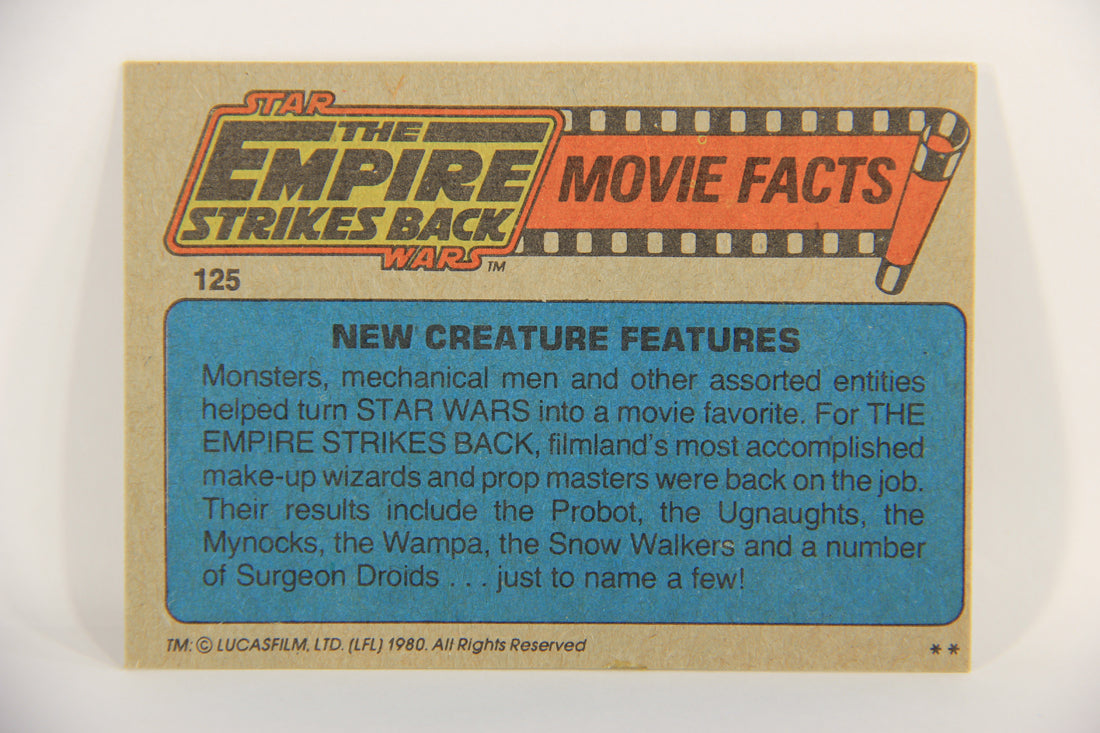 STAR
THE
EMPIRE
STRIKES BACK
WARS™
MOVIE FACTS
125
NEW CREATURE FEATURES
Monsters, mechanical men and other assorted entities
helped turn STAR WARS into a movie favorite. For THE
EMPIRE STRIKES BACK, filmland's most accomplished
make-up wizards and prop masters were back on the job.
Their results include the Probot, the Ugnaughts, the
Mynocks, the Wampa, the Snow Walkers and a number
of Surgeon Droids . . . just to name a few!
TM: © LUCASFILM, LTD. (LFL) 1980. All Rights Reserved
**